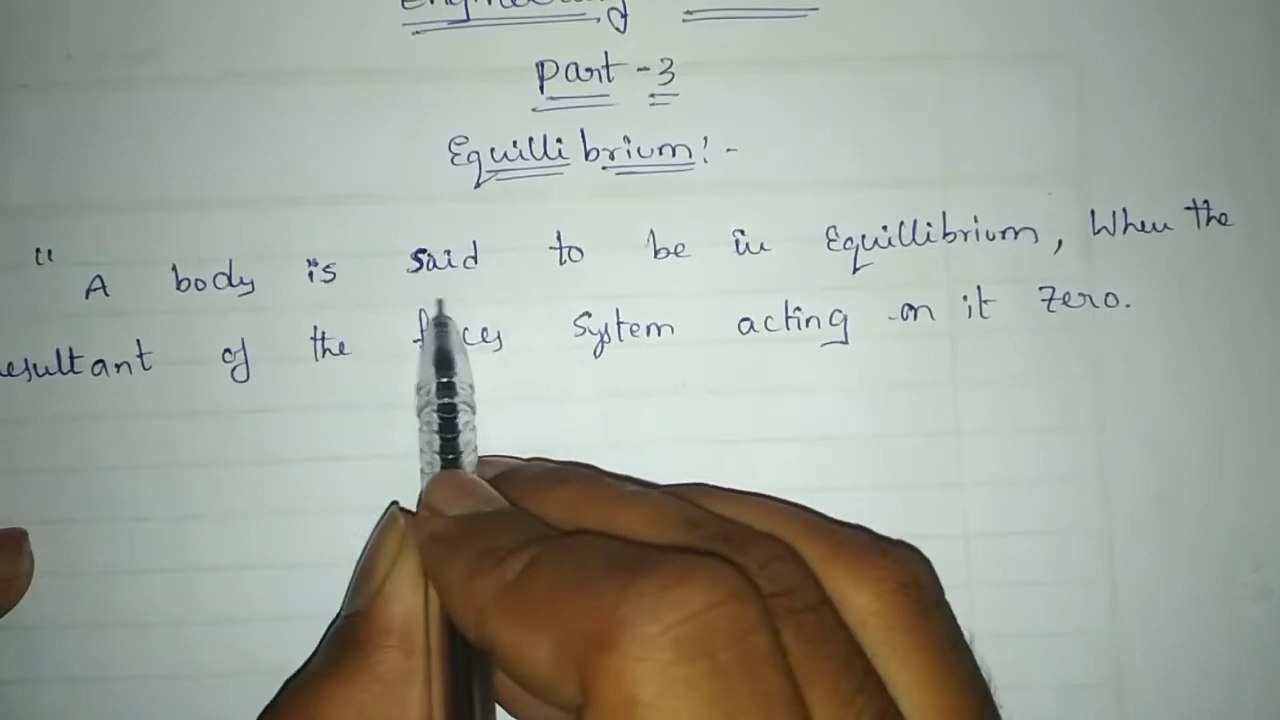 Engineering
Part - 3
Equillibrium: -
" A body is said to be in Equillibrium, When the
esultant of the system acting on it zero.